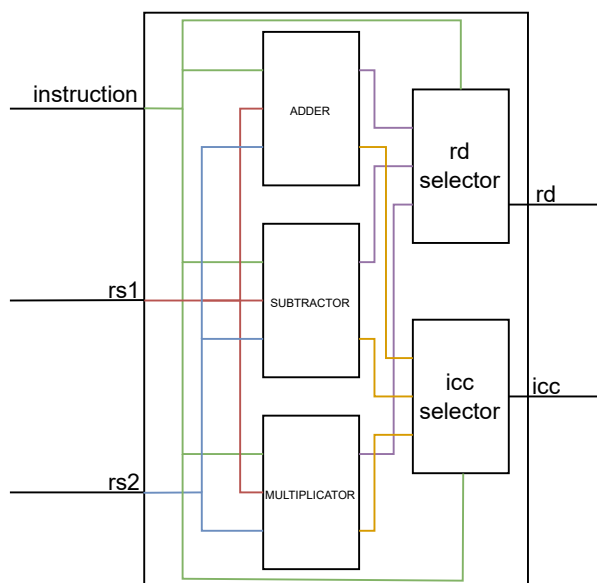 instruction
ADDER
rd
selector
rd
rs1
SUBTRACTOR
icc
selector
icc
rs2
MULTIPLICATOR